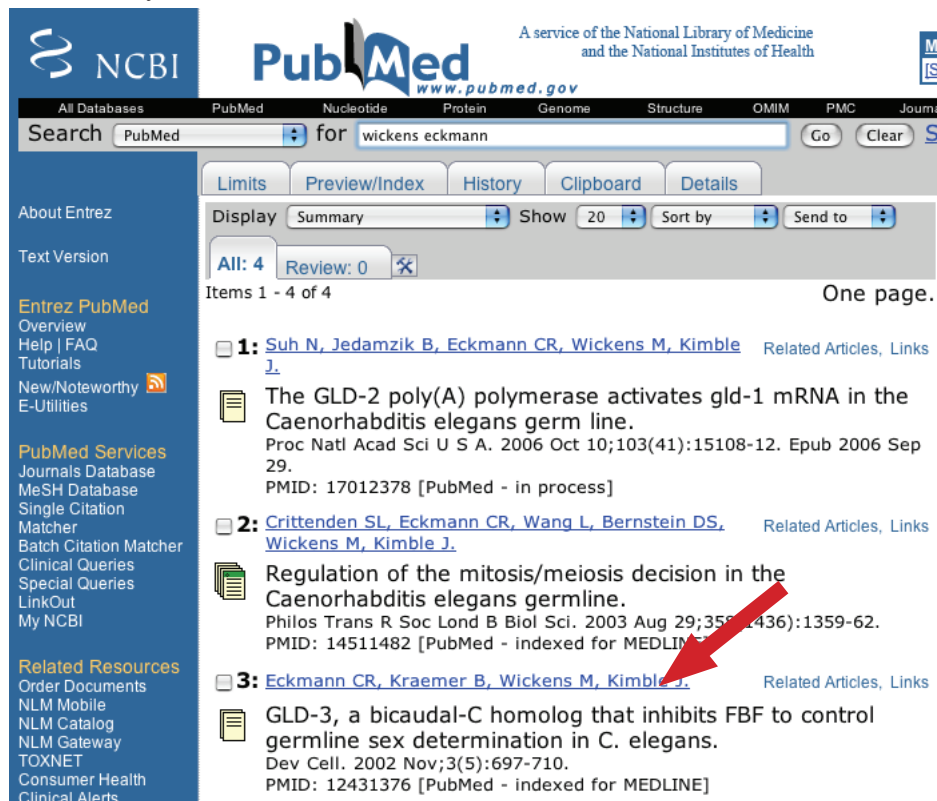 NCBI
PubMed
www.pubmed.gov
A service of the National Library of Medicine
and the National Institutes of Health
All Databases PubMed Nucleotide Protein Genome Structure OMIM PMC
Search PubMed for wickens eckmann Go Clear
Limits Preview/Index History Clipboard Details
Display Summary Show 20 Sort by Send to
All: 4 Review: 0
Items 1 - 4 of 4 One page.
About Entrez
Text Version
Entrez PubMed
Overview
Help | FAQ
Tutorials
New/Noteworthy
E-Utilities
PubMed Services
Journals Database
MeSH Database
Single Citation
Matcher
Batch Citation Matcher
Clinical Queries
Special Queries
LinkOut
My NCBI
Related Resources
Order Documents
NLM Mobile
NLM Catalog
NLM Gateway
TOXNET
Consumer Health
Clinical Alerts
1: Suh N, Jedamzik B, Eckmann CR, Wickens M, Kimble Related Articles, Links
J.
The GLD-2 poly(A) polymerase activates gld-1 mRNA in the
Caenorhabditis elegans germ line.
Proc Natl Acad Sci U S A. 2006 Oct 10;103(41):15108-12. Epub 2006 Sep
29.
PMID: 17012378 [PubMed - in process]
2: Crittenden SL, Eckmann CR, Wang L, Bernstein DS, Related Articles, Links
Wickens M, Kimble J.
Regulation of the mitosis/meiosis decision in the
Caenorhabditis elegans germline.
Philos Trans R Soc Lond B Biol Sci. 2003 Aug 29; 1436):1359-62.
PMID: 14511482 [PubMed - indexed for MEDLINE]
3: Eckmann CR, Kraemer B, Wickens M, Kimble J. Related Articles, Links
GLD-3, a bicaudal-C homolog that inhibits FBF to control
germline sex determination in C. elegans.
Dev Cell. 2002 Nov;3(5):697-710.
PMID: 12431376 [PubMed - indexed for MEDLINE]